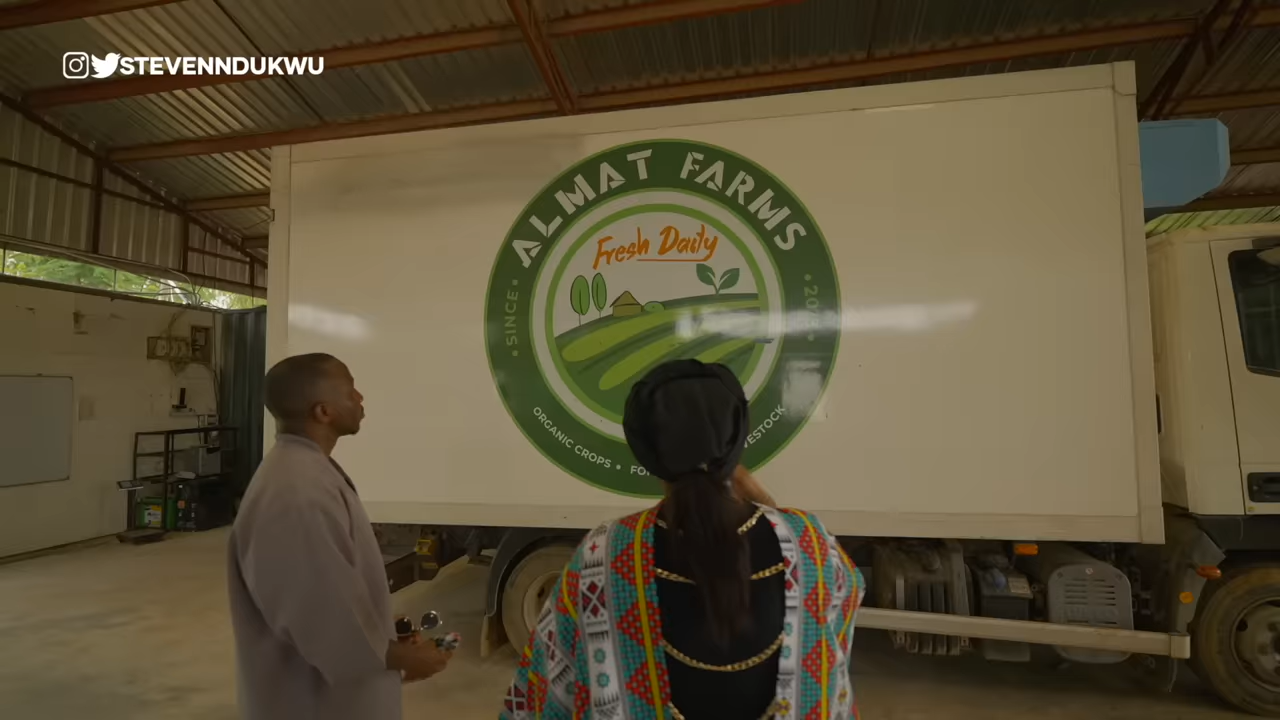 STEVENNDUKWU
ALMAT FARMS
Fresh Daily
SINCE
ORGANIC CROPS •